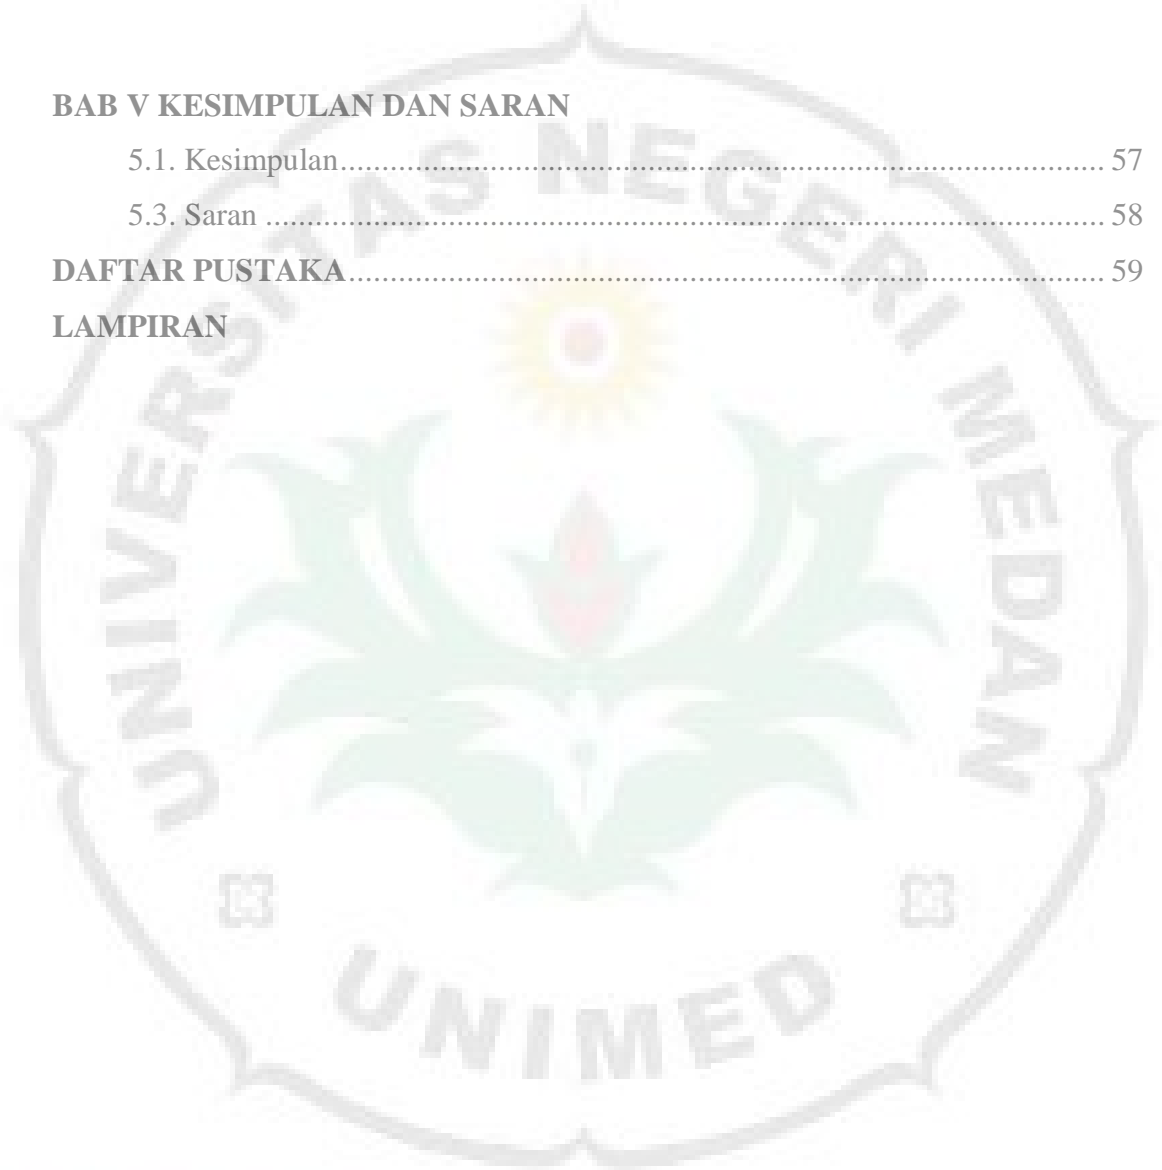 BAB V KESIMPULAN DAN SARAN
5.1. Kesimpulan.................................................................................................. 57
5.3. Saran ............................................................................................................ 58
DAFTAR PUSTAKA................................................................................................. 59
LAMPIRAN
UNIVERSITAS NEGERI MEDAN
UNIMED